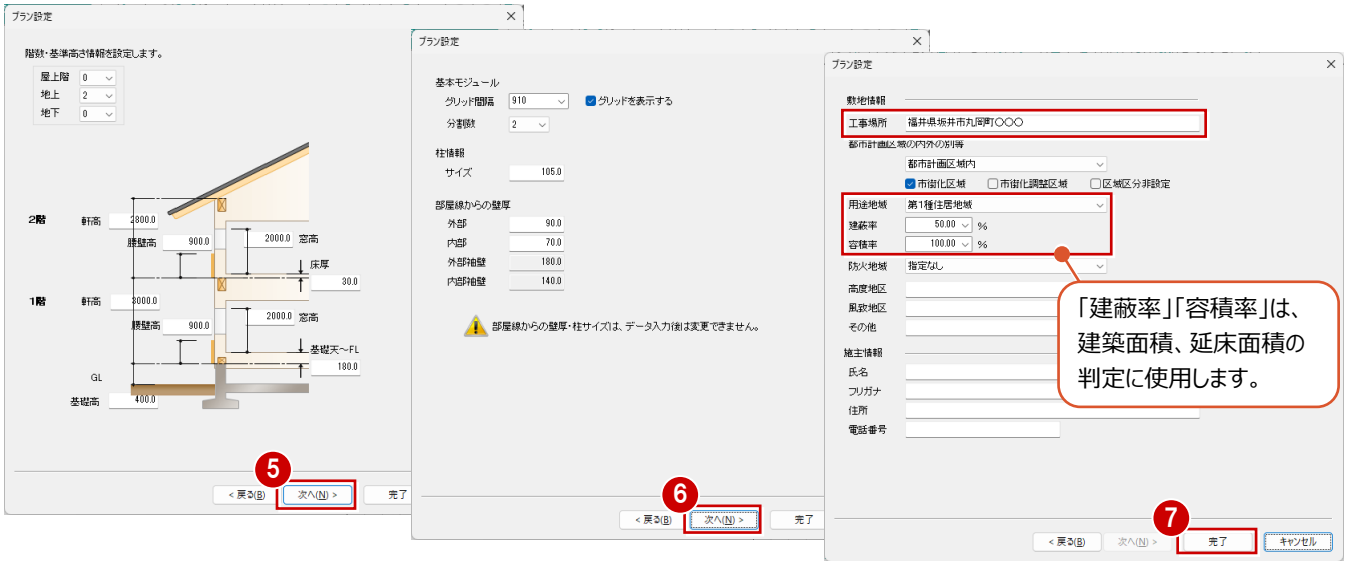 プラン設定
階数・基準高さ情報を設定します。
屋上階 0
地上 2
地下 0
2階 軒高 2800.0
腰壁高 900.0 2000.0 窓高
床厚
30.0
1階 軒高 3000.0
腰壁高 900.0 2000.0 窓高
基礎天～FL
180.0
GL
基礎高 400.0
5
< 戻る(B) 次へ(N) > 完了
プラン設定
基本モジュール
グリッド間隔 910 グリッドを表示する
分割数 2
柱情報
サイズ 105.0
部屋線からの壁厚
外部 90.0
内部 70.0
外部袖壁 180.0
内部袖壁 140.0
部屋線からの壁厚・柱サイズは、データ入力後は変更できません。
6
< 戻る(B) 次へ(N) > 完了
プラン設定
敷地情報
工事場所 福井県坂井市丸岡町〇〇〇
都市計画区域の内外の別等
都市計画区域内
市街化区域 市街化調整区域 区域区分非設定
用途地域 第1種住居地域
建蔽率 50.00 %
容積率 100.00 %
防火地域 指定なし
高度地区
風致地区
その他
施主情報
氏名
フリガナ
住所
電話番号
「建蔽率」「容積率」は、
建築面積、延床面積の
判定に使用します。
7
< 戻る(B) 次へ(N) > 完了 キャンセル